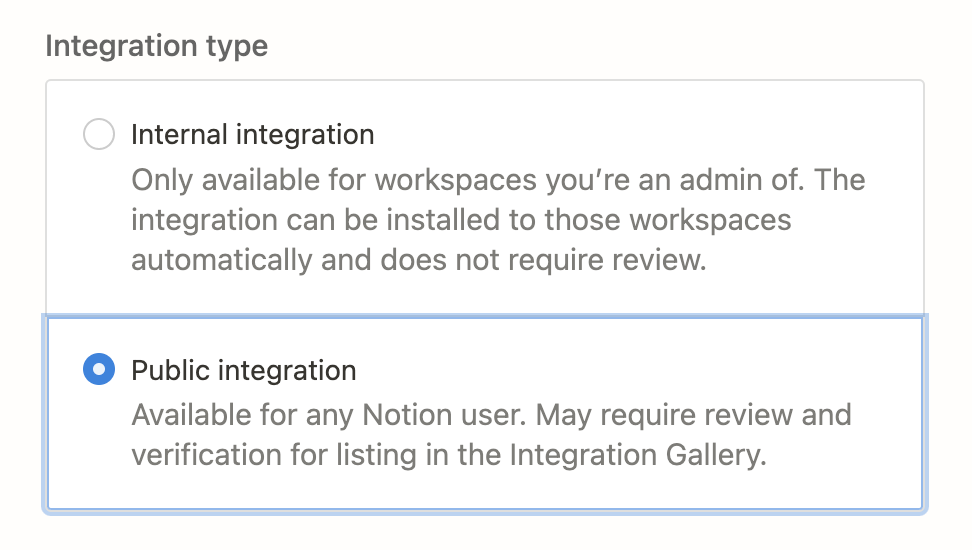 Integration type
Internal integration
Only available for workspaces you’re an admin of. The
integration can be installed to those workspaces
automatically and does not require review.
Public integration
Available for any Notion user. May require review and
verification for listing in the Integration Gallery.